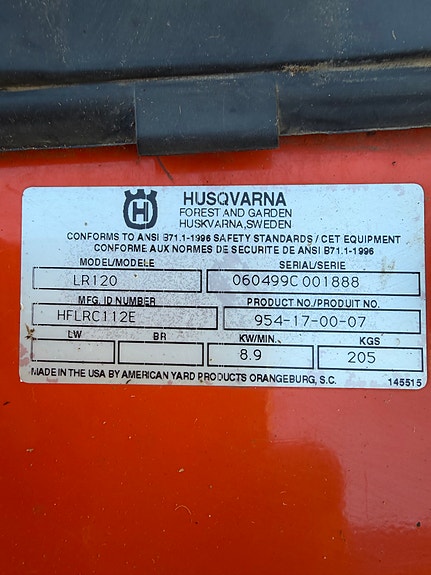 HUSQVARNA
FOREST AND GARDEN
HUSKVARNA, SWEDEN
CONFORMS TO ANSI B71.1-1996 SAFETY STANDARDS / CET EQUIPMENT
CONFORME AUX NORMES DE SECURITE DE ANSI B71.1-1996
MODEL/MODELE SERIAL/SERIE
LR120 060499C 001888
MFG. ID NUMBER PRODUCT NO./PRODUIT NO.
HFLRC112E 954-17-00-07
LW BR KW/MIN. KGS
8.9 205
MADE IN THE USA BY AMERICAN YARD PRODUCTS ORANGEBURG, S.C. 145515